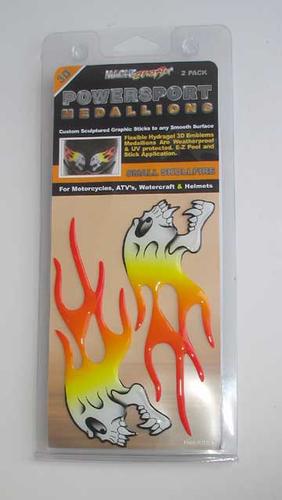 3D
2 PACK
POWERSPORT
MEDALLIONS
Custom Sculptured Graphic Sticks to any Smooth Surface
Flexible Hydragel 3D Emblems
Medallions Are Weatherproof
& UV protected. E-Z Peel and
Stick Application.
SMALL SKULLFIRE
For Motorcycles, ATV's, Watercraft & Helmets